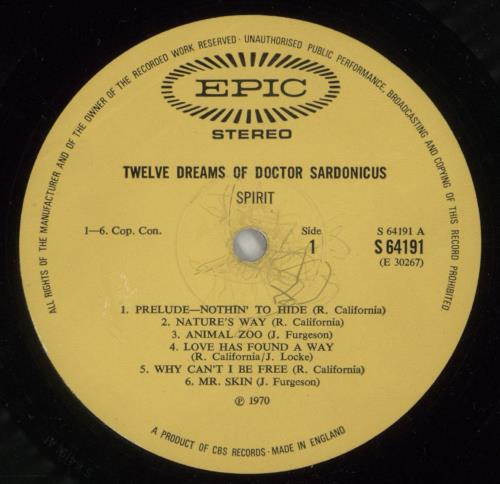 ALL RIGHTS OF THE MANUFACTURER AND OF THE OWNER OF THE RECORDED WORK RESERVED · UNAUTHORISED PUBLIC PERFORMANCE, BROADCASTING AND COPYING OF THIS RECORD PROHIBITED
EPIC
STEREO
TWELVE DREAMS OF DOCTOR SARDONICUS
SPIRIT
1—6. Cop. Con.
Side
1
S 64191 A
S 64191
(E 30267)
1. PRELUDE—NOTHIN' TO HIDE (R. California)
2. NATURE'S WAY (R. California)
3. ANIMAL ZOO (J. Furgeson)
4. LOVE HAS FOUND A WAY
(R. California/J. Locke)
5. WHY CAN'T I BE FREE (R. California)
6. MR. SKIN (J. Furgeson)
℗ 1970
A PRODUCT OF CBS RECORDS · MADE IN ENGLAND